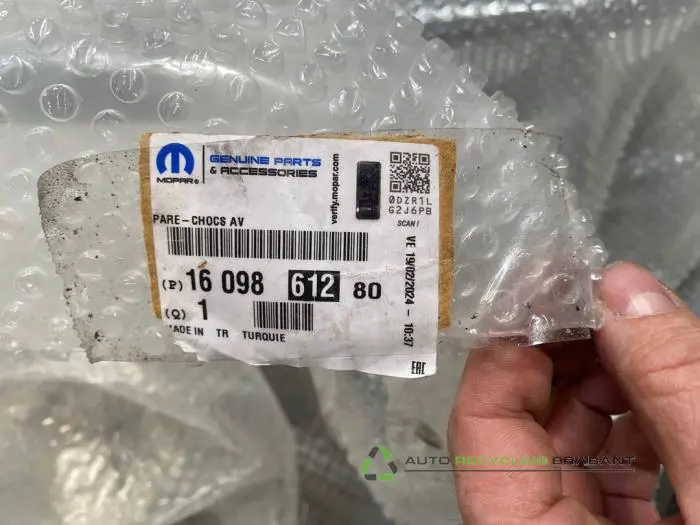 MOPAR®
GENUINE PARTS
& ACCESSORIES
verify.mopar.com
0DZR1L
G2J6PB
SCAN!
PARE-CHOCS AV
(P) 16 098 612 80
(Q) 1
MADE IN TR TURQUIE
VE 19/02/2024 - 10:37
EAC
AUTO RECYCLING BRABANT